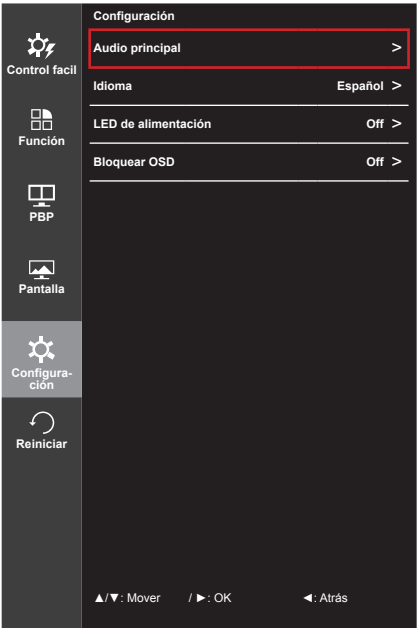 Configuración
Control facil
Función
PBP
Pantalla
Configura-
ción
Reiniciar
Audio principal >
Idioma Español >
LED de alimentación Off >
Bloquear OSD Off >
▲/▼: Mover / ►: OK ◄: Atrás